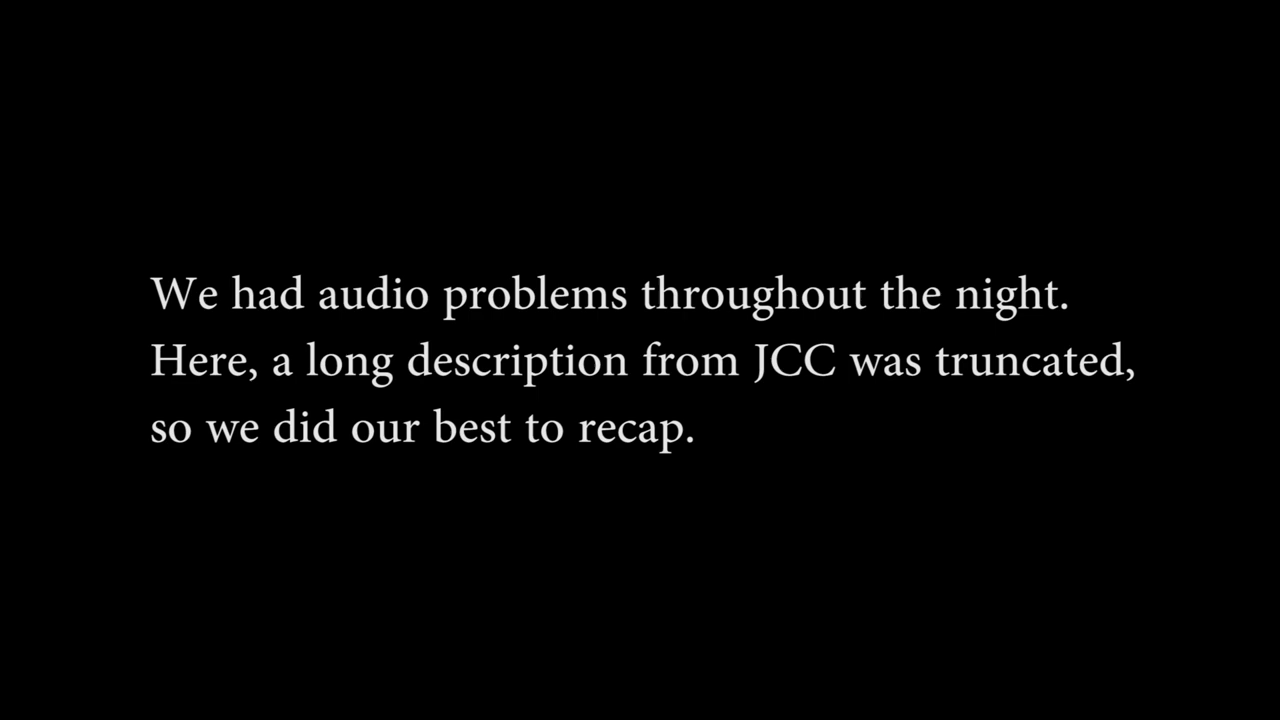 We had audio problems throughout the night.
Here, a long description from JCC was truncated,
so we did our best to recap.